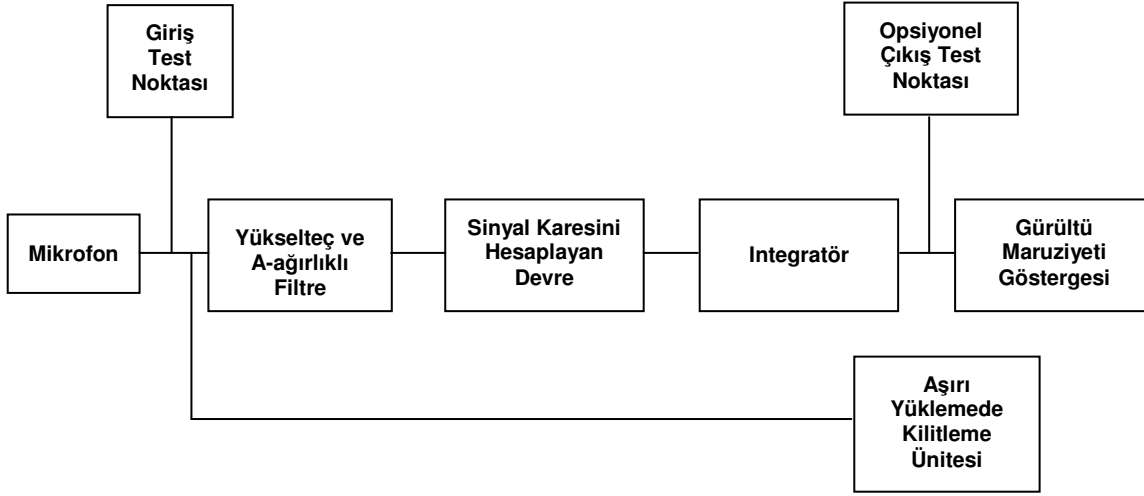 Giriş
Test
Noktası
Opsiyonel
Çıkış Test
Noktası
Mikrofon
Yükselteç ve
A-ağırlıklı
Filtre
Sinyal Karesini
Hesaplayan
Devre
Integratör
Gürültü
Maruziyeti
Göstergesi
Aşırı
Yüklemede
Kilitleme
Ünitesi